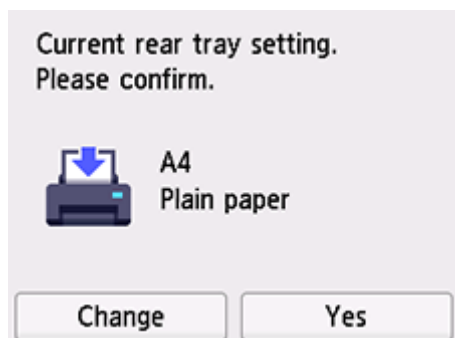 Current rear tray setting.
Please confirm.
A4
Plain paper
Change
Yes